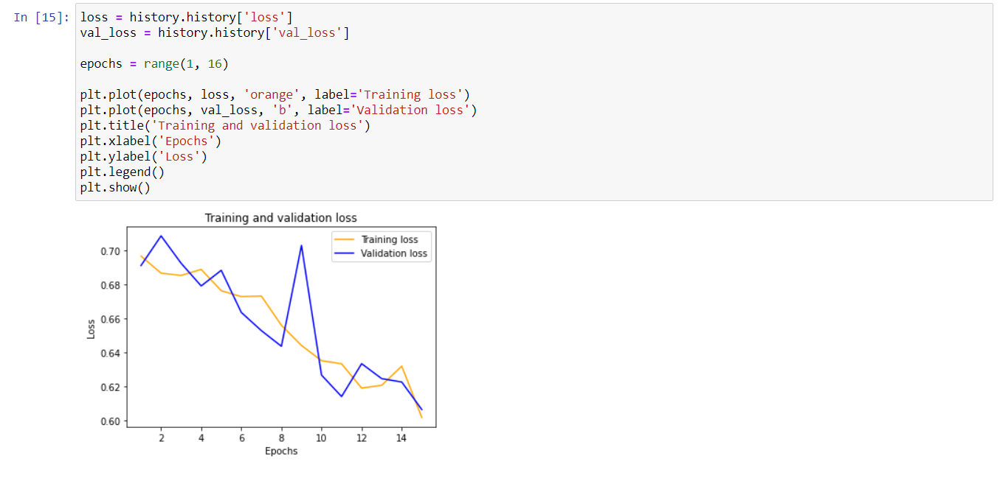 In [15]:
loss = history.history['loss']
val_loss = history.history['val_loss']
epochs = range(1, 16)
plt.plot(epochs, loss, 'orange', label='Training loss')
plt.plot(epochs, val_loss, 'b', label='Validation loss')
plt.title('Training and validation loss')
plt.xlabel('Epochs')
plt.ylabel('Loss')
plt.legend()
plt.show()
Training and validation loss
Training loss
Validation loss
0.70
0.68
0.66
0.64
0.62
0.60
Loss
2 4 6 8 10 12 14
Epochs